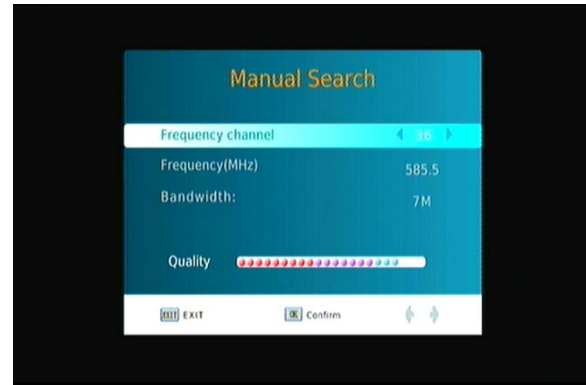 Manual Search
Frequency channel 36
Frequency(MHz) 585.5
Bandwidth: 7M
Quality
EXIT EXIT
OK Confirm